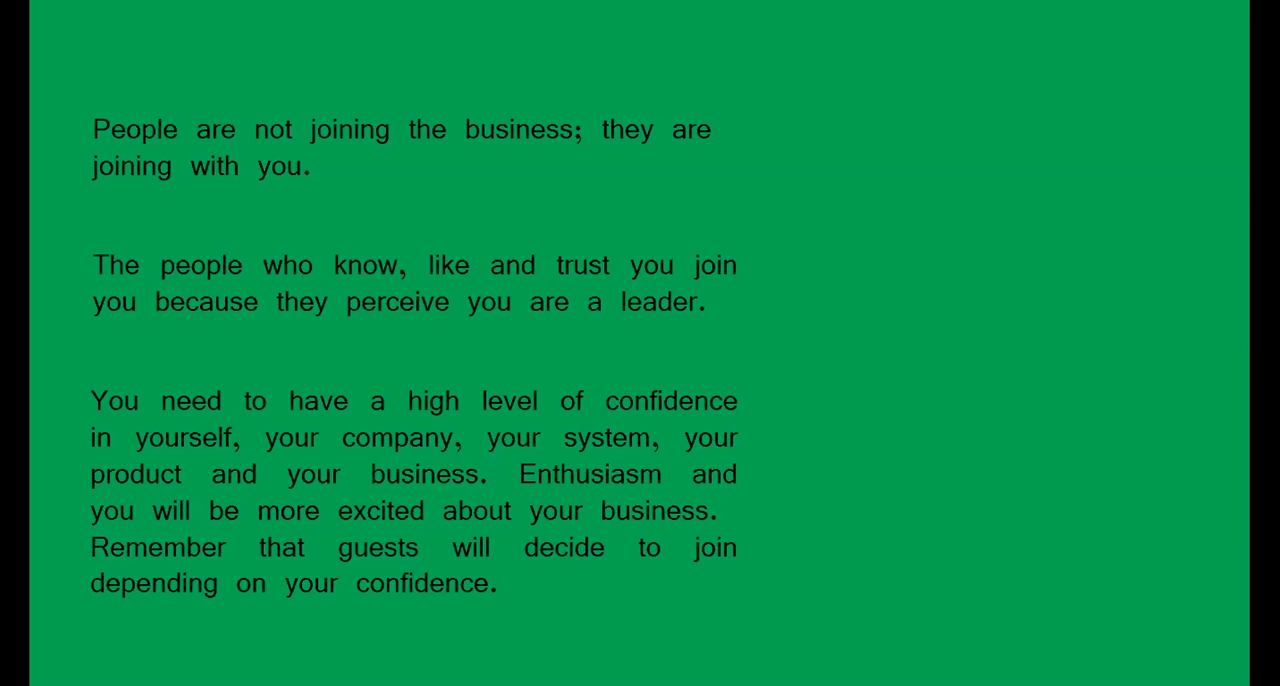 People are not joining the business; they are
joining with you.
The people who know, like and trust you join
you because they perceive you are a leader.
You need to have a high level of confidence
in yourself, your company, your system, your
product and your business. Enthusiasm and
you will be more excited about your business.
Remember that guests will decide to join
depending on your confidence.